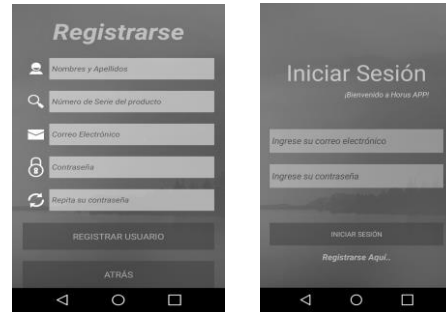 Registrarse
Nombres y Apellidos
Número de Serie del producto
Correo Electrónico
Contraseña
Repita su contraseña
REGISTRAR USUARIO
ATRÁS
Iniciar Sesión
¡Bienvenido a Horus APP!
Ingrese su correo electrónico
Ingrese su contraseña
INICIAR SESIÓN
Registrarse Aquí..